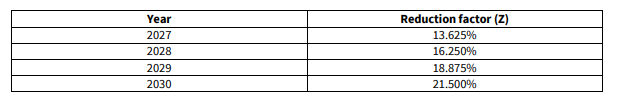 Year Reduction factor (Z)
2027 13.625%
2028 16.250%
2029 18.875%
2030 21.500%